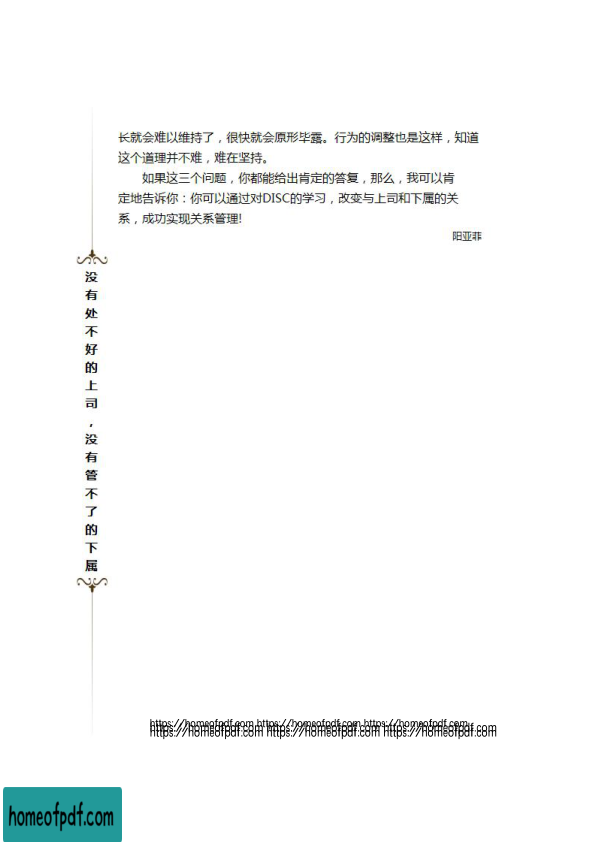 长就会难以维持了，很快就会原形毕露。行为的调整也是这样，知道
这个道理并不难，难在坚持。
如果这三个问题，你都能给出肯定的答复，那么，我可以肯
定地告诉你：你可以通过对DISC的学习，改变与上司和下属的关
系，成功实现关系管理!
阳亚菲
没有处不好的上司，没有管不了的下属
https://homeofpdf.com https://homeofpdf.com https://homeofpdf.com
https://homeofpdf.com https://homeofpdf.com https://homeofpdf.com
homeofpdf.com